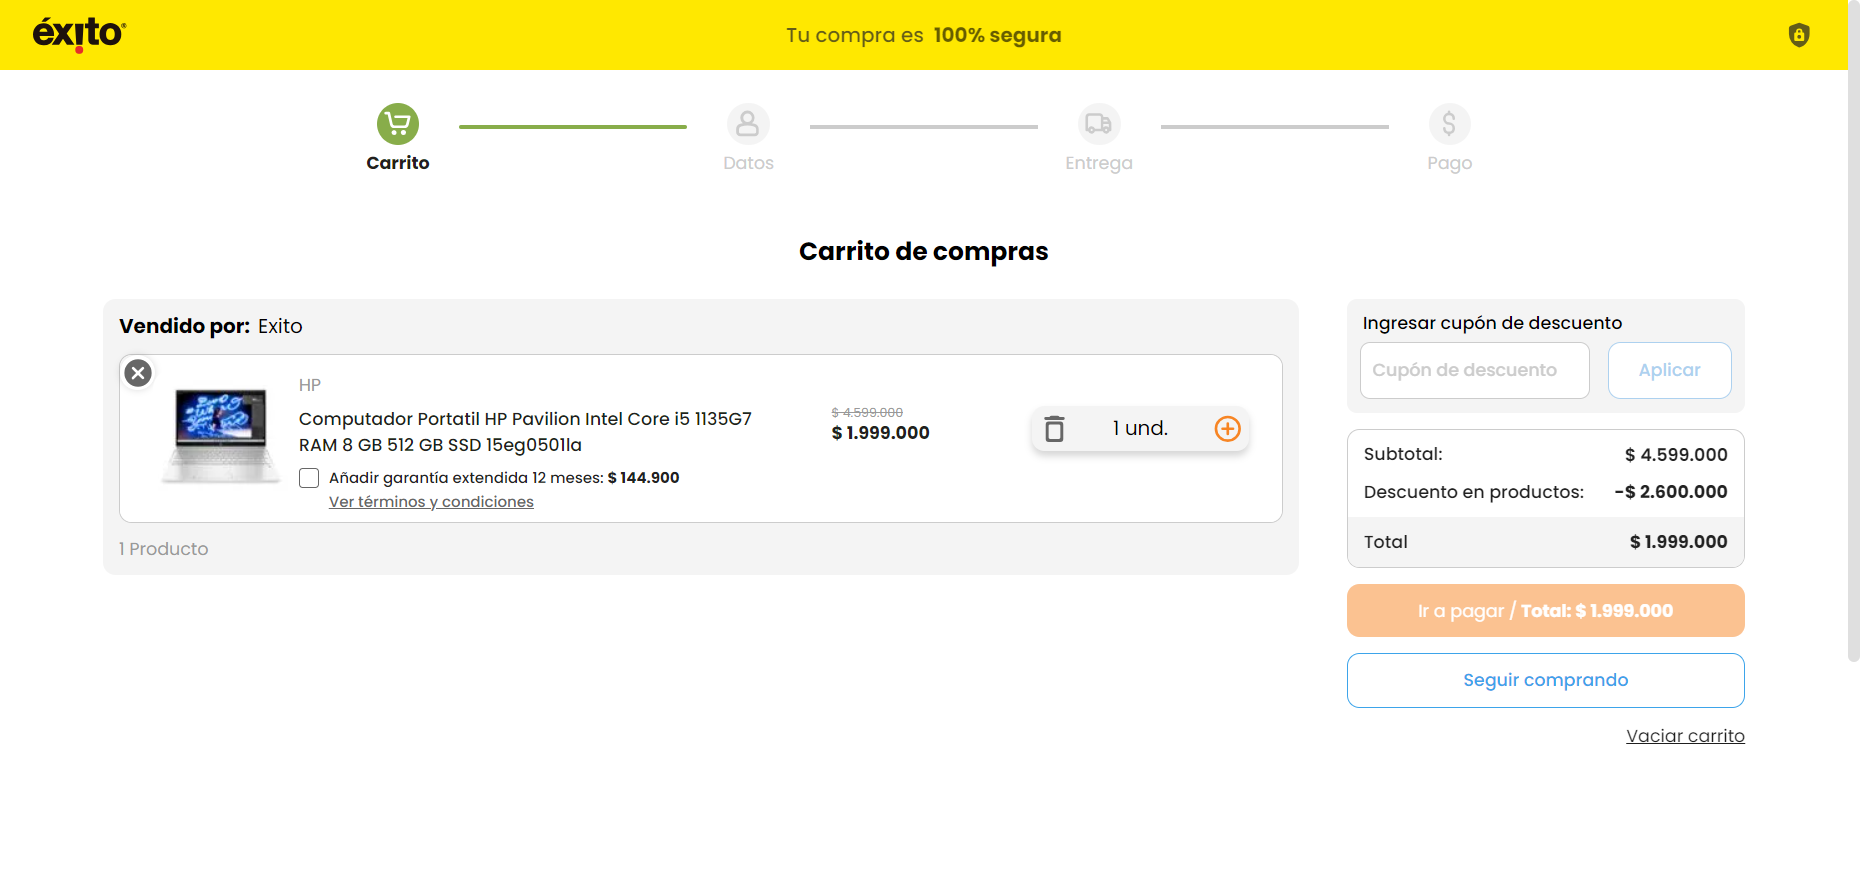 éxito
Tu compra es 100% segura
Carrito
Datos
Entrega
Pago
Carrito de compras
Vendido por: Exito
HP
Computador Portatil HP Pavilion Intel Core i5 1135G7
RAM 8 GB 512 GB SSD 15eg0501la
Añadir garantía extendida 12 meses: $ 144.900
Ver términos y condiciones
$ 4.599.000
$ 1.999.000
1 und.
1 Producto
Ingresar cupón de descuento
Cupón de descuento
Aplicar
Subtotal: $ 4.599.000
Descuento en productos: -$ 2.600.000
Total $ 1.999.000
Ir a pagar / Total: $ 1.999.000
Seguir comprando
Vaciar carrito